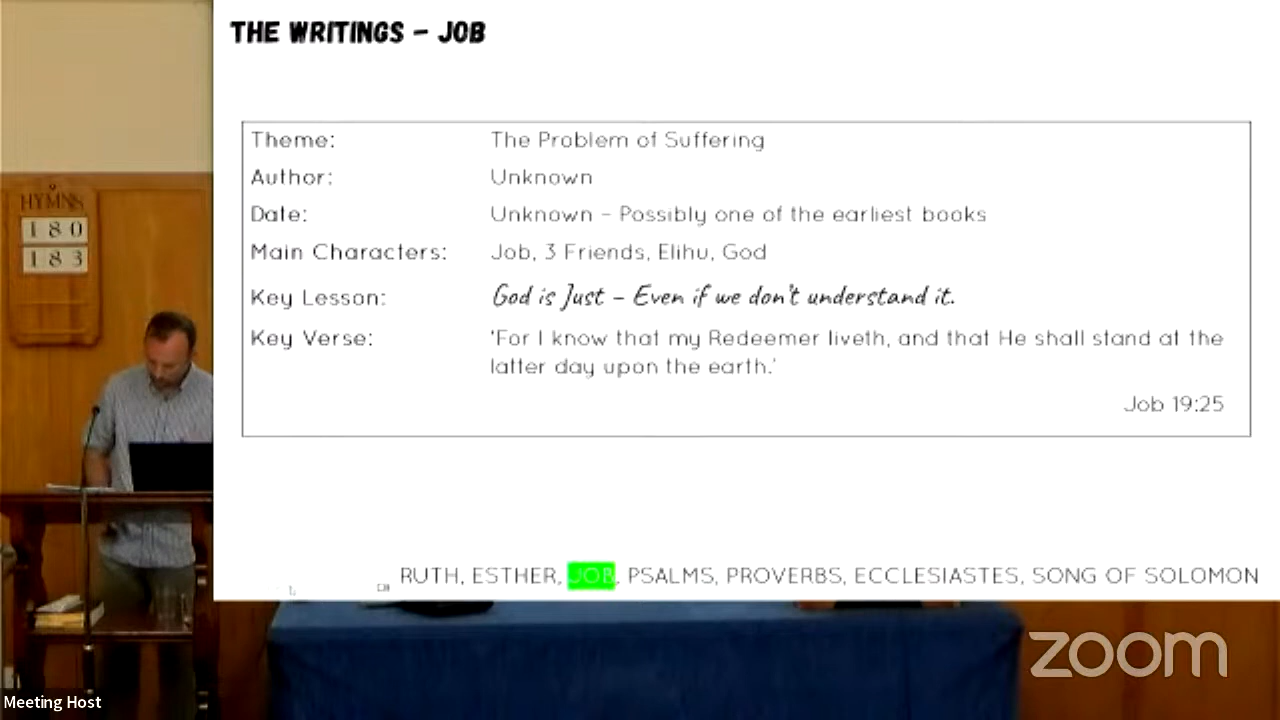 THE WRITINGS – JOB
Theme: The Problem of Suffering
Author: Unknown
Date: Unknown – Possibly one of the earliest books
Main Characters: Job, 3 Friends, Elihu, God
Key Lesson: God is Just – Even if we don't understand it.
Key Verse: 'For I know that my Redeemer liveth, and that He shall stand at the
latter day upon the earth.'
Job 19:25
RUTH, ESTHER, JOB, PSALMS, PROVERBS, ECCLESIASTES, SONG OF SOLOMON
HYMNS
180
183
zoom
Meeting Host